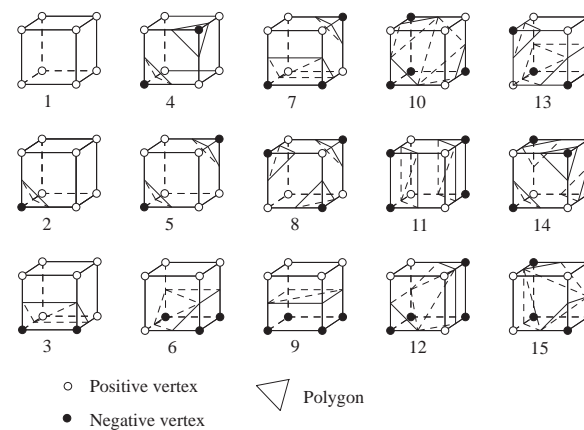 1 4 7 10 13
2 5 8 11 14
3 6 9 12 15
Positive vertex
Polygon
Negative vertex